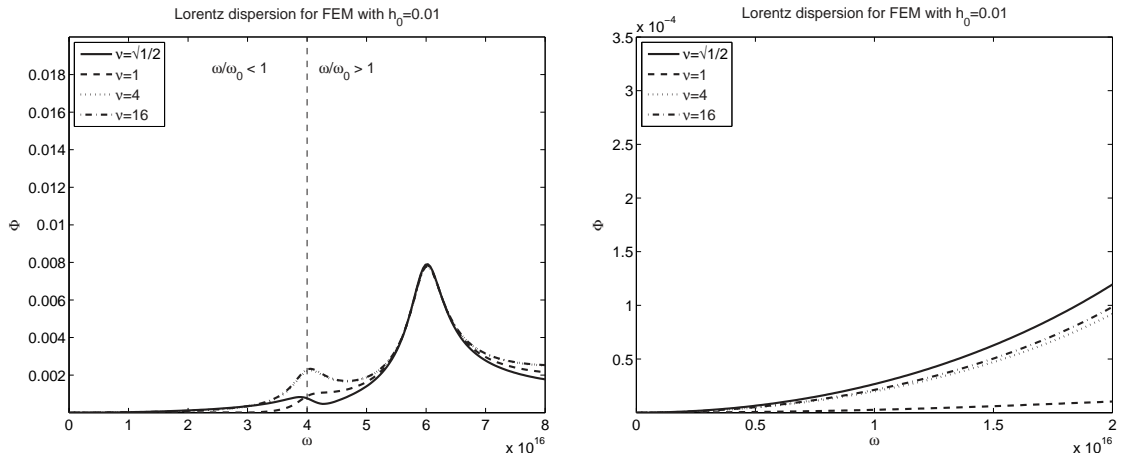 Lorentz dispersion for FEM with h₀=0.01
ν=√1/2
ν=1
ν=4
ν=16
ω/ω₀ < 1
ω/ω₀ > 1
0.018
0.016
0.014
0.012
0.01
0.008
0.006
0.004
0.002
Φ
0 1 2 3 4 5 6 7 8
ω
x 10¹⁶
Lorentz dispersion for FEM with h₀=0.01
x 10⁻⁴
ν=√1/2
ν=1
ν=4
ν=16
3.5
3
2.5
2
1.5
1
0.5
Φ
0 0.5 1 1.5 2
ω
x 10¹⁶